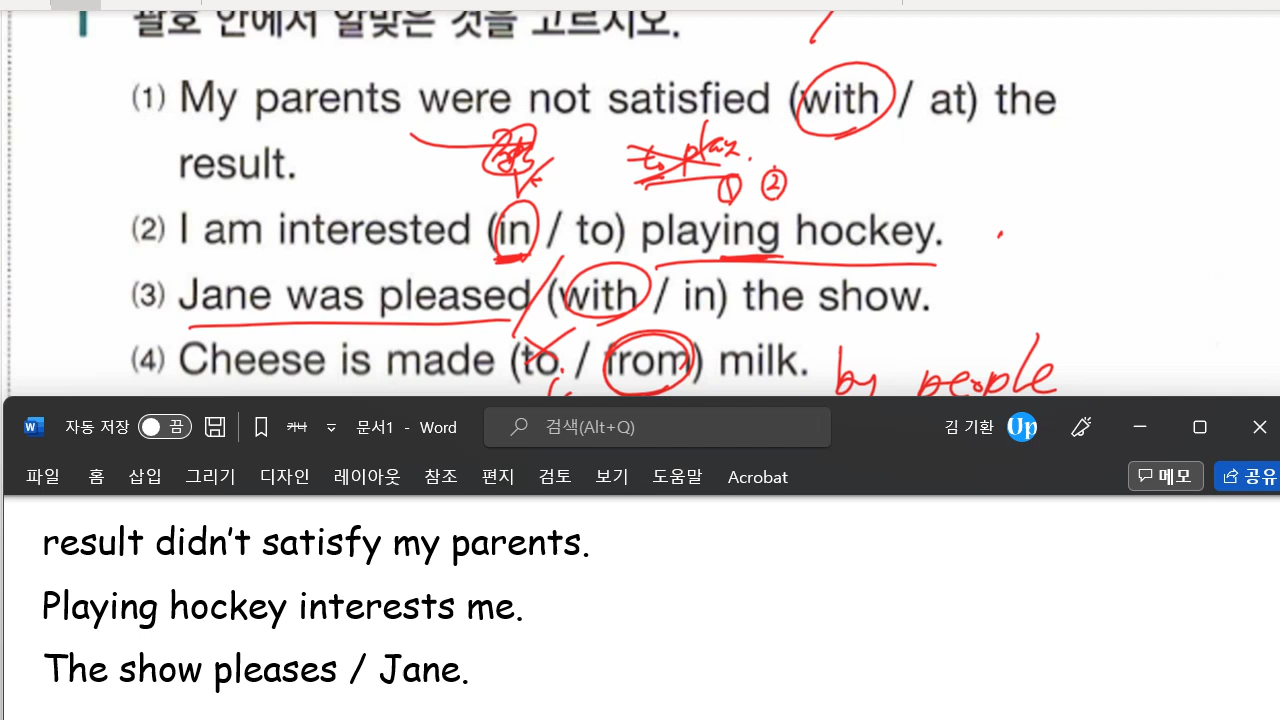 1 괄호 안에서 알맞은 것을 고르시오.
(1) My parents were not satisfied (with / at) the
result.
to play.
① ②
(2) I am interested (in / to) playing hockey.
(3) Jane was pleased (with / in) the show.
(4) Cheese is made (to / from) milk. by people
자동 저장 끔 문서1 - Word 검색(Alt+Q) 김 기환 Up
파일 홈 삽입 그리기 디자인 레이아웃 참조 편지 검토 보기 도움말 Acrobat 메모 공유
result didn't satisfy my parents.
Playing hockey interests me.
The show pleases / Jane.